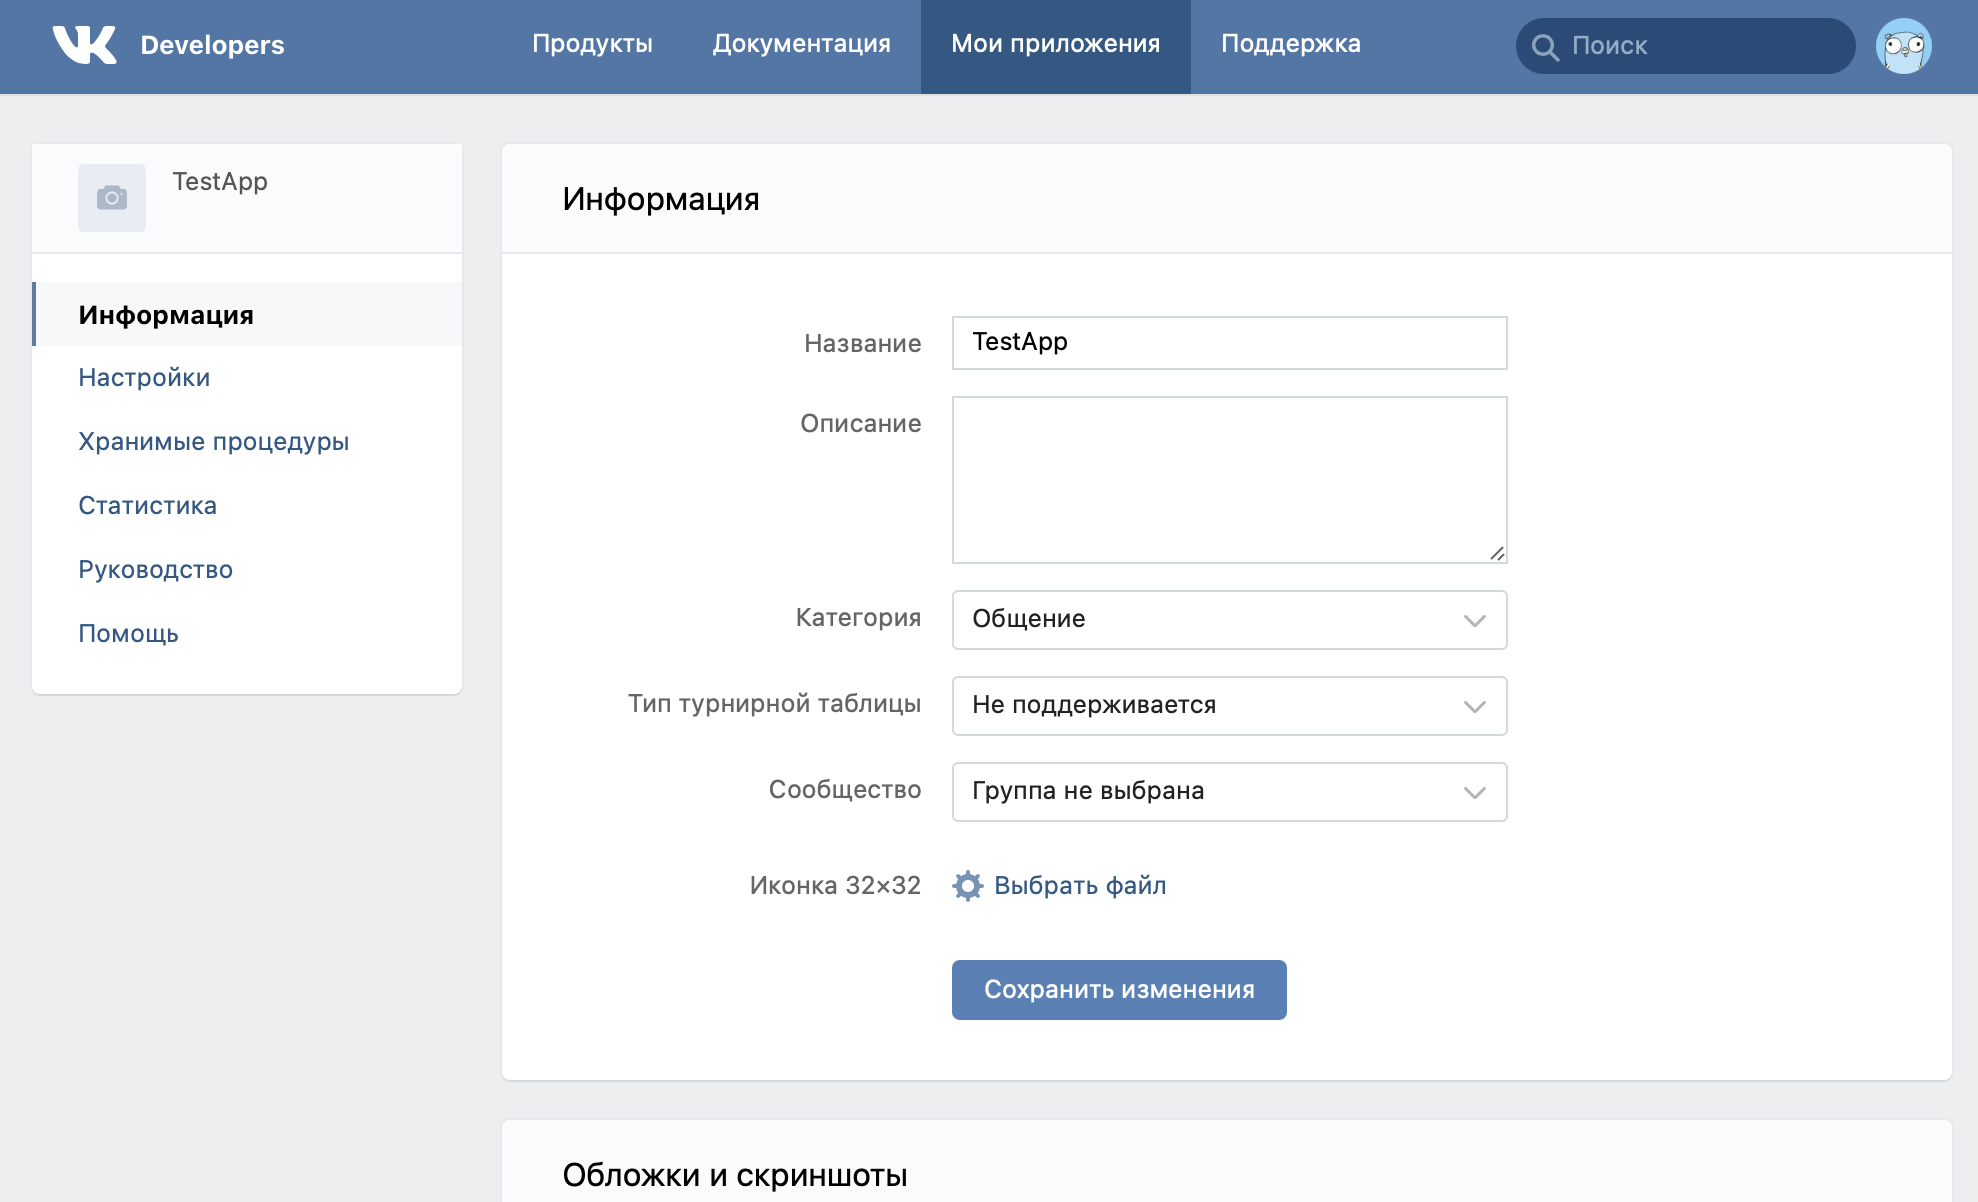 Developers
Продукты
Документация
Мои приложения
Поддержка
Поиск
TestApp
Информация
Настройки
Хранимые процедуры
Статистика
Руководство
Помощь
Информация
Название
TestApp
Описание
Категория
Общение
Тип турнирной таблицы
Не поддерживается
Сообщество
Группа не выбрана
Иконка 32×32
Выбрать файл
Сохранить изменения
Обложки и скриншоты